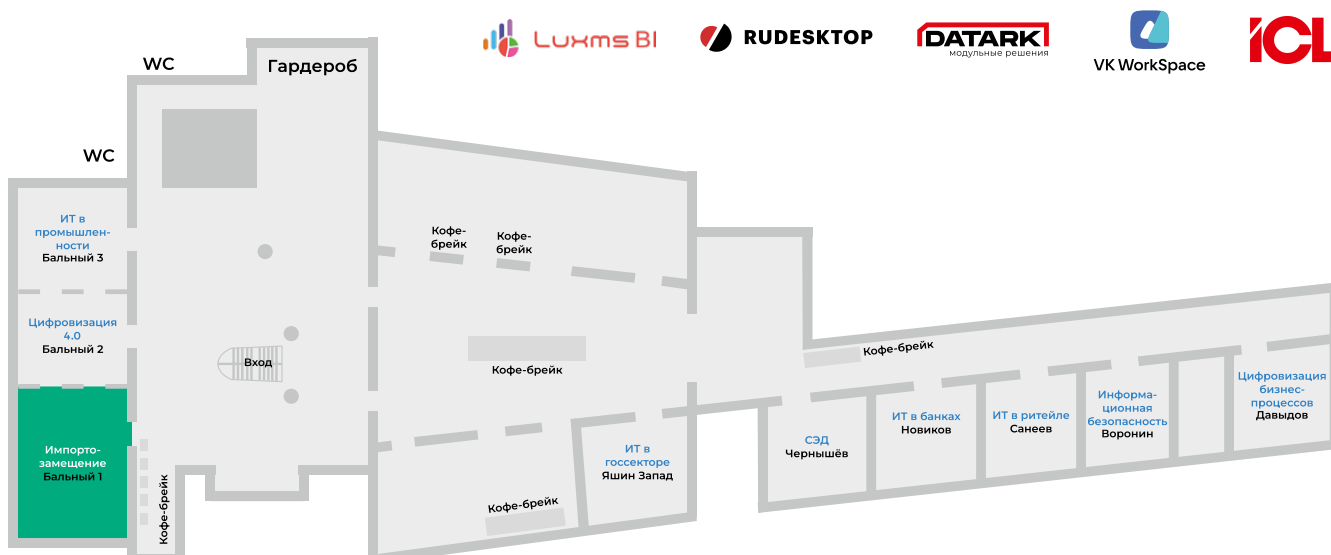 Luxms BI
RUDESKTOP
DATARK
модульные решения
VK WorkSpace
ICL
WC
Гардероб
WC
ИТ в
промышлен-
ности
Бальный 3
Цифровизация
4.0
Бальный 2
Импорто-
замещение
Бальный 1
Кофе-брейк
Вход
Кофе-
брейк
Кофе-
брейк
Кофе-брейк
Кофе-брейк
ИТ в
госсекторе
Яшин Запад
Кофе-брейк
СЭД
Чернышёв
ИТ в банках
Новиков
ИТ в ритейле
Санеев
Информа-
ционная
безопасность
Воронин
Цифровизация
бизнес-
процессов
Давыдов